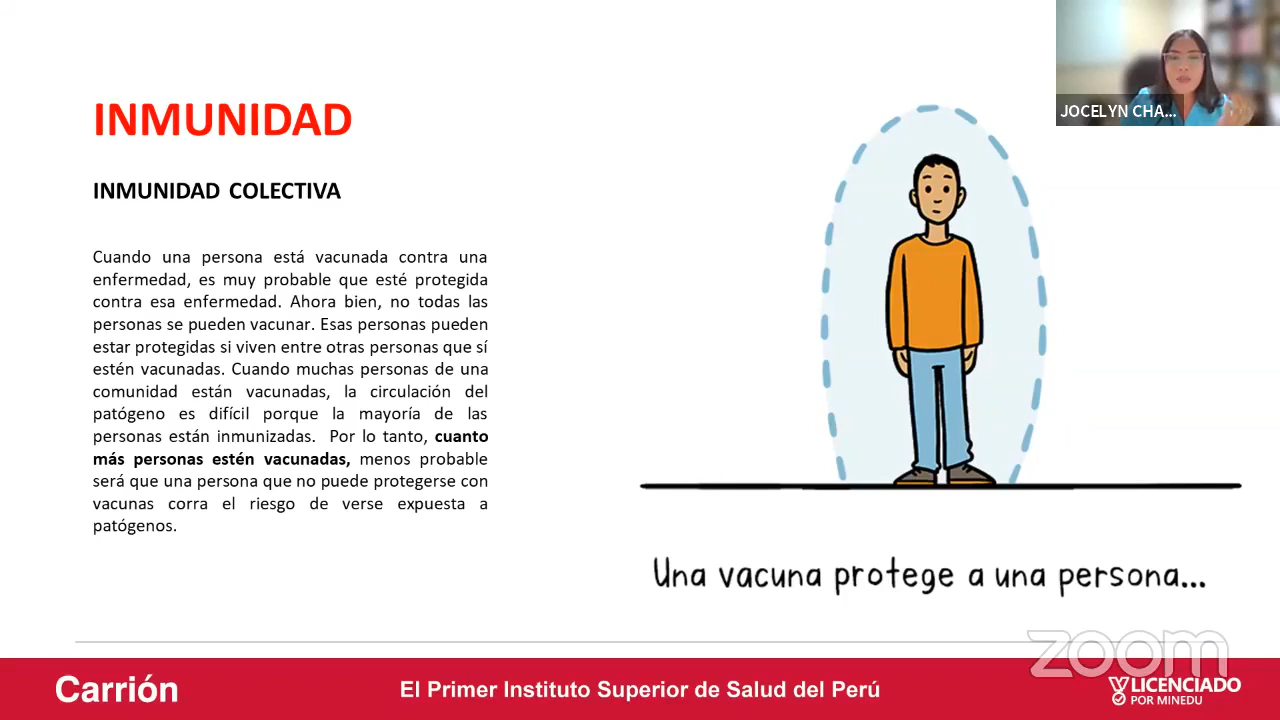 JOCELYN CHA...
INMUNIDAD
INMUNIDAD COLECTIVA
Cuando una persona está vacunada contra una
enfermedad, es muy probable que esté protegida
contra esa enfermedad. Ahora bien, no todas las
personas se pueden vacunar. Esas personas pueden
estar protegidas si viven entre otras personas que sí
estén vacunadas. Cuando muchas personas de una
comunidad están vacunadas, la circulación del
patógeno es difícil porque la mayoría de las
personas están inmunizadas. Por lo tanto, cuanto
más personas estén vacunadas, menos probable
será que una persona que no puede protegerse con
vacunas corra el riesgo de verse expuesta a
patógenos.
Una vacuna protege a una persona...
zoom
Carrión
El Primer Instituto Superior de Salud del Perú
LICENCIADO
POR MINEDU